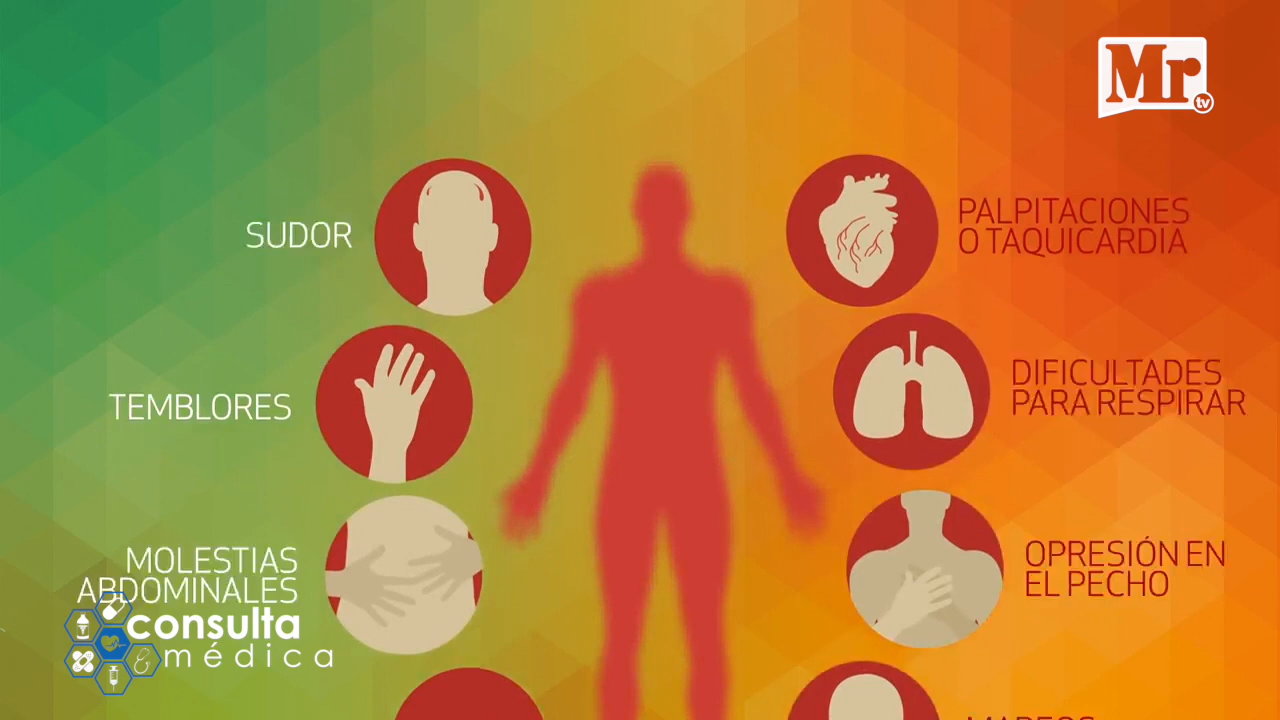 Mr
tv
SUDOR
PALPITACIONES
O TAQUICARDIA
TEMBLORES
DIFICULTADES
PARA RESPIRAR
MOLESTIAS
ABDOMINALES
OPRESIÓN EN
EL PECHO
consulta
médica